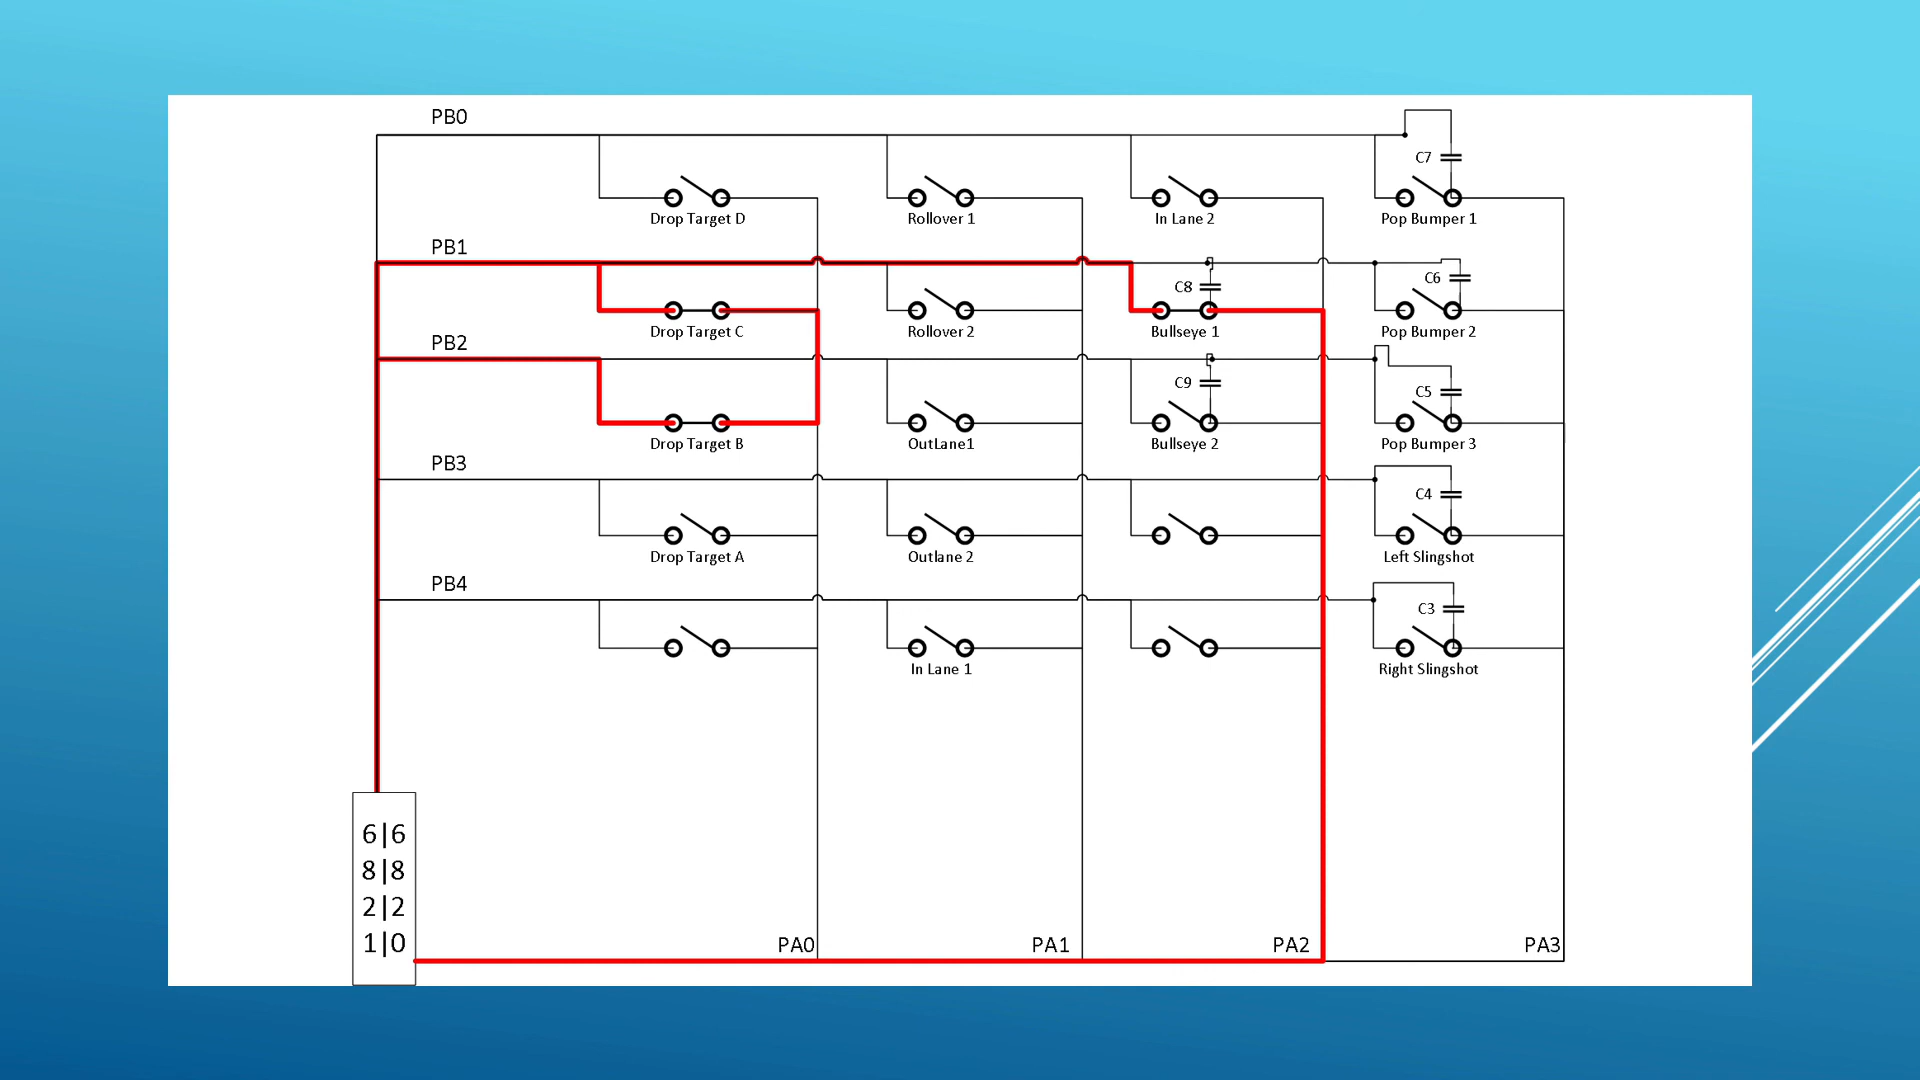 PB0
C7
Drop Target D
Rollover 1
In Lane 2
Pop Bumper 1
PB1
C8
C6
Drop Target C
Rollover 2
Bullseye 1
Pop Bumper 2
PB2
C9
C5
Drop Target B
OutLane1
Bullseye 2
Pop Bumper 3
PB3
C4
Drop Target A
Outlane 2
Left Slingshot
PB4
C3
In Lane 1
Right Slingshot
6|6
8|8
2|2
1|0
PA0
PA1
PA2
PA3